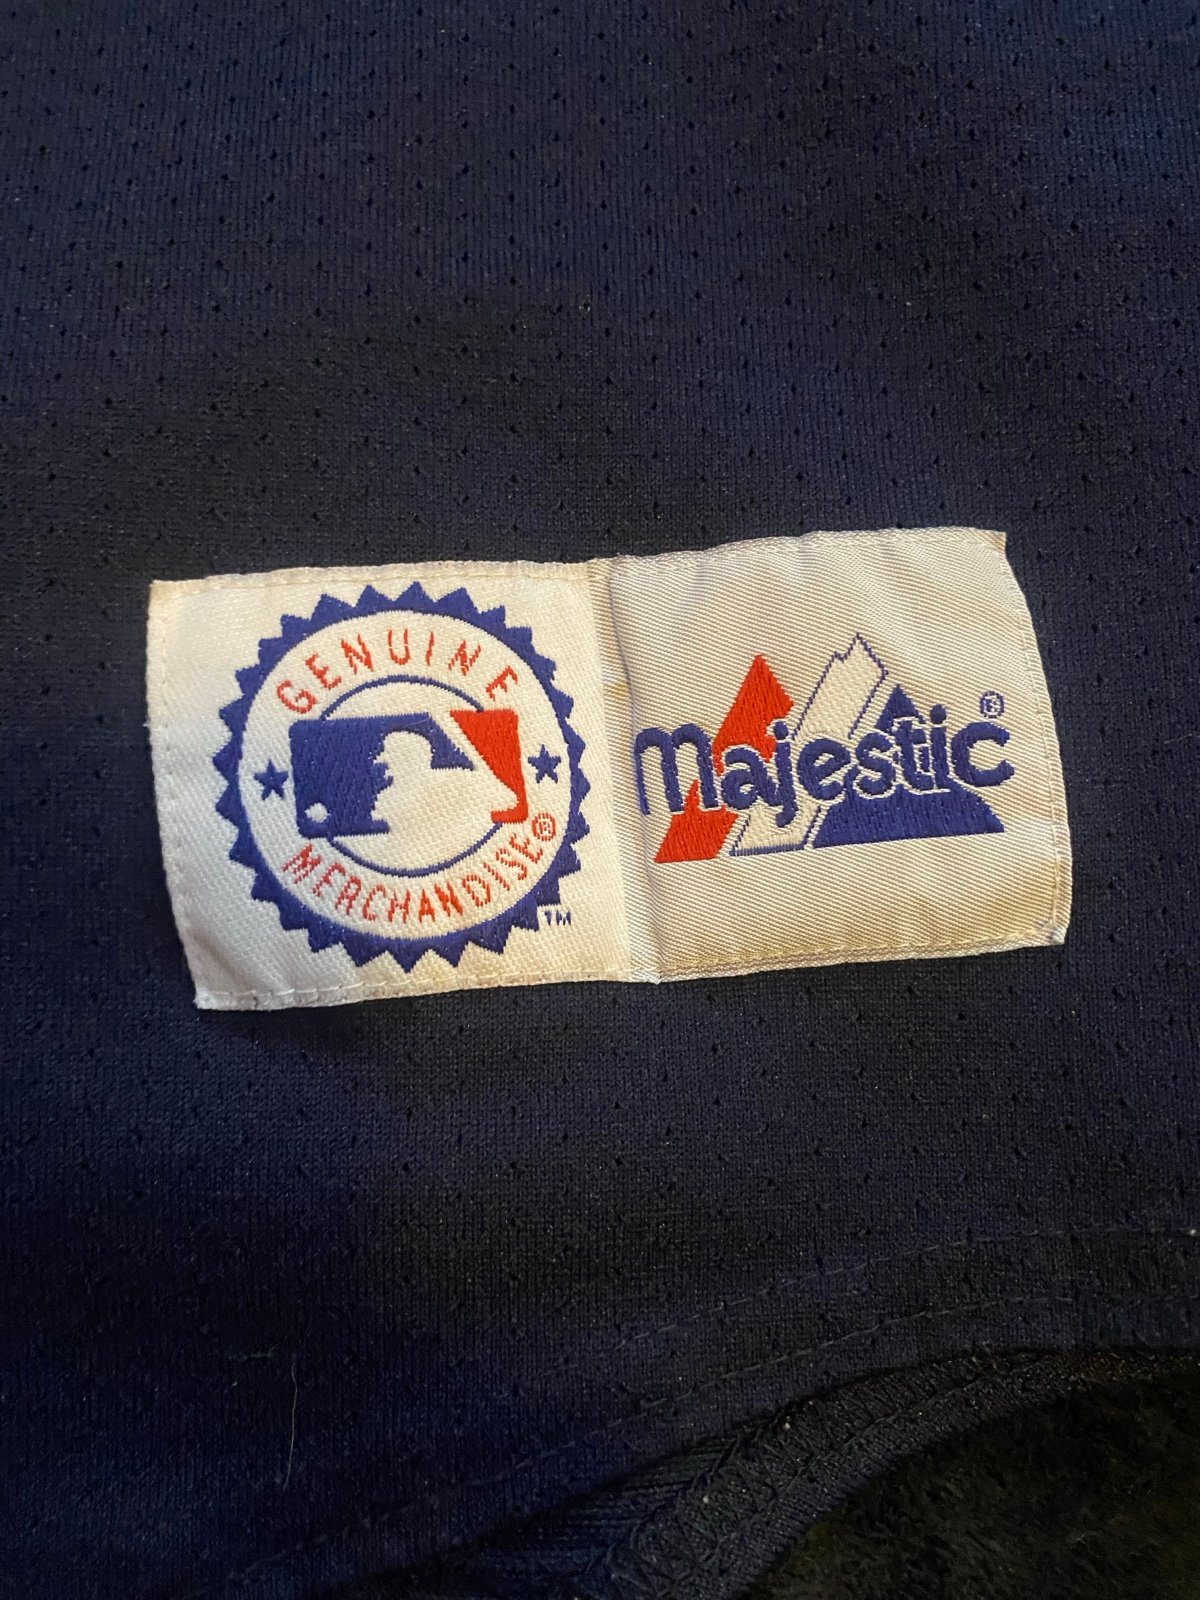 GENUINE
MERCHANDISE®
™
Majestic®